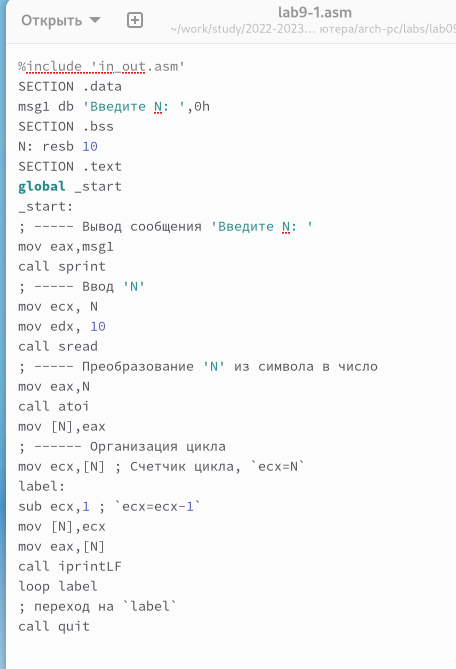 lab9-1.asm
Открыть
~/work/study/2022-2023… ютера/arch-pc/labs/lab09
%include 'in_out.asm'
SECTION .data
msg1 db 'Введите N: ',0h
SECTION .bss
N: resb 10
SECTION .text
global _start
_start:
; ----- Вывод сообщения 'Введите N: '
mov eax,msg1
call sprint
; ----- Ввод 'N'
mov ecx, N
mov edx, 10
call sread
; ----- Преобразование 'N' из символа в число
mov eax,N
call atoi
mov [N],eax
; ------ Организация цикла
mov ecx,[N] ; Счетчик цикла, `ecx=N`
label:
sub ecx,1 ; `ecx=ecx-1`
mov [N],ecx
mov eax,[N]
call iprintLF
loop label
; переход на `label`
call quit